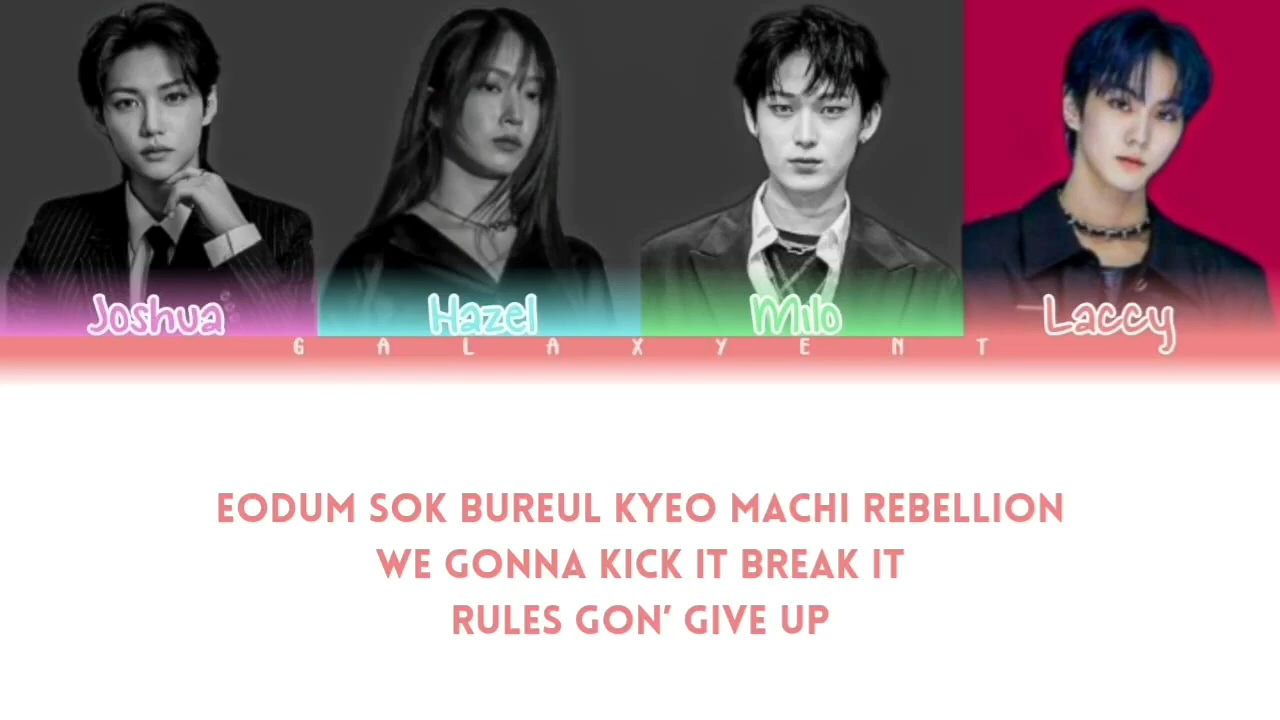 Joshua Hazel Milo Laccy
GALAXYENT
EODUM SOK BUREUL KYEO MACHI REBELLION
WE GONNA KICK IT BREAK IT
RULES GON' GIVE UP